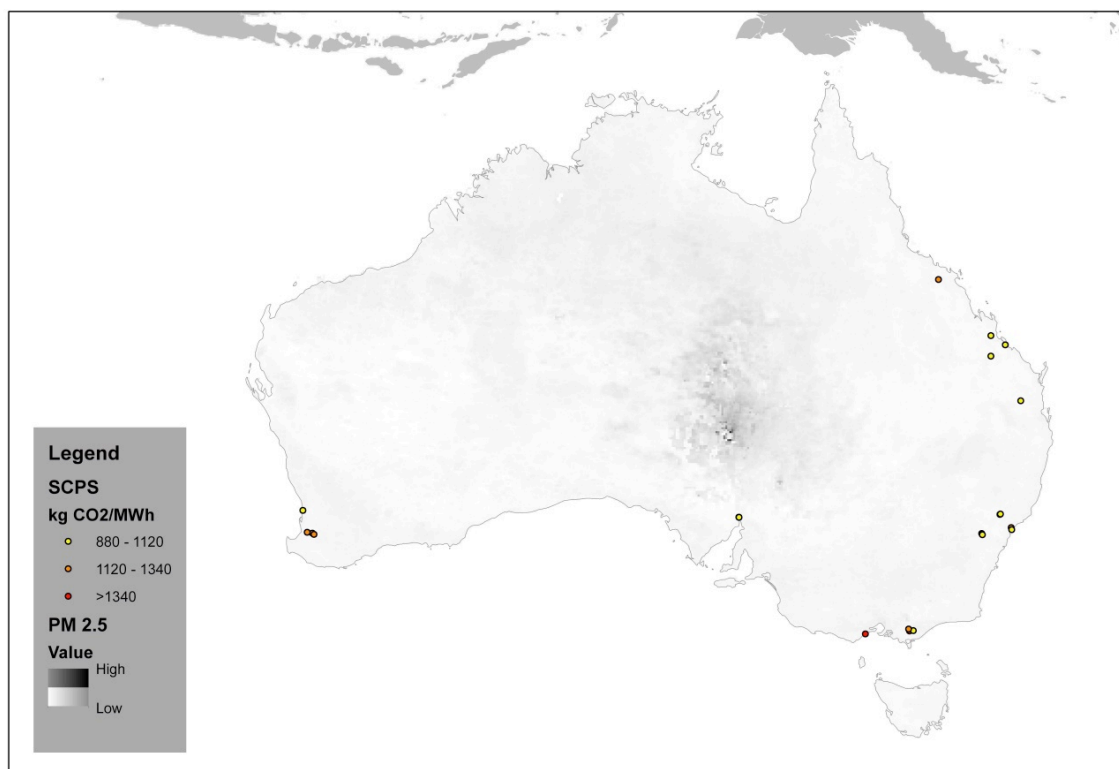 Legend
SCPS
kg CO2/MWh
880 - 1120
1120 - 1340
>1340
PM 2.5
Value
High
Low